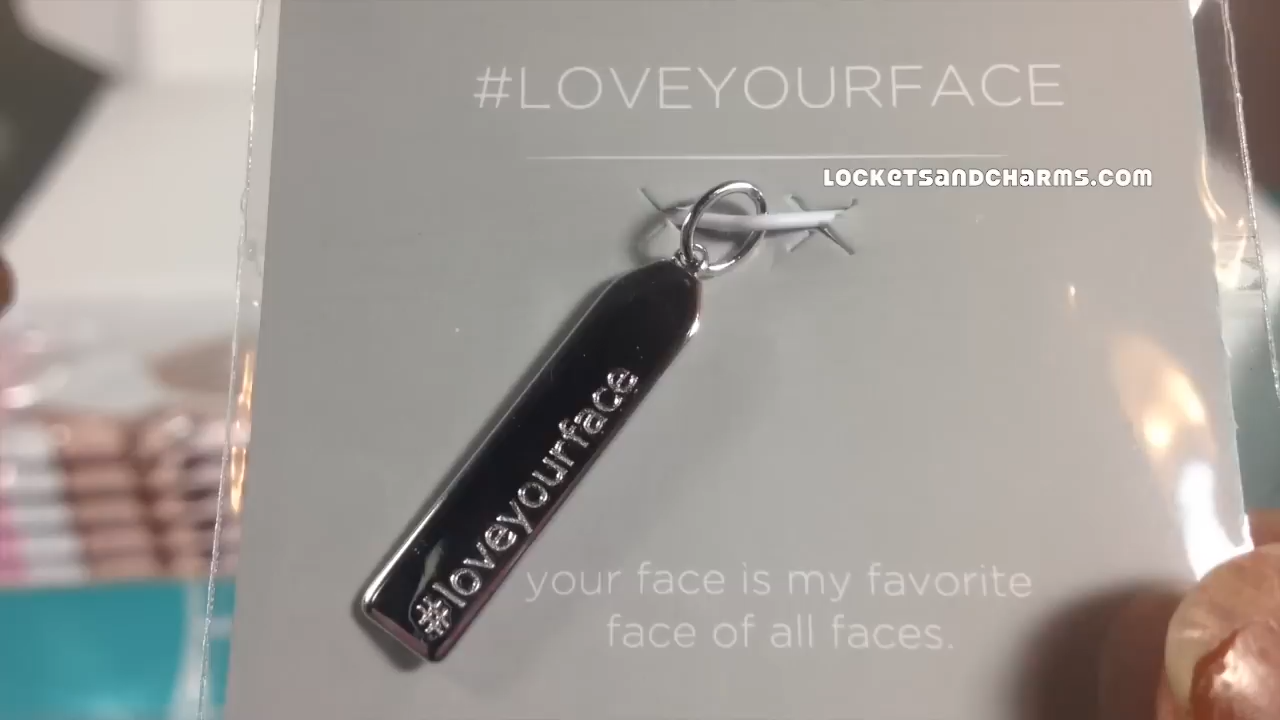 #LOVEYOURFACE
LOCKETSANDCHARMS.COM
#loveyourface
your face is my favorite
face of all faces.